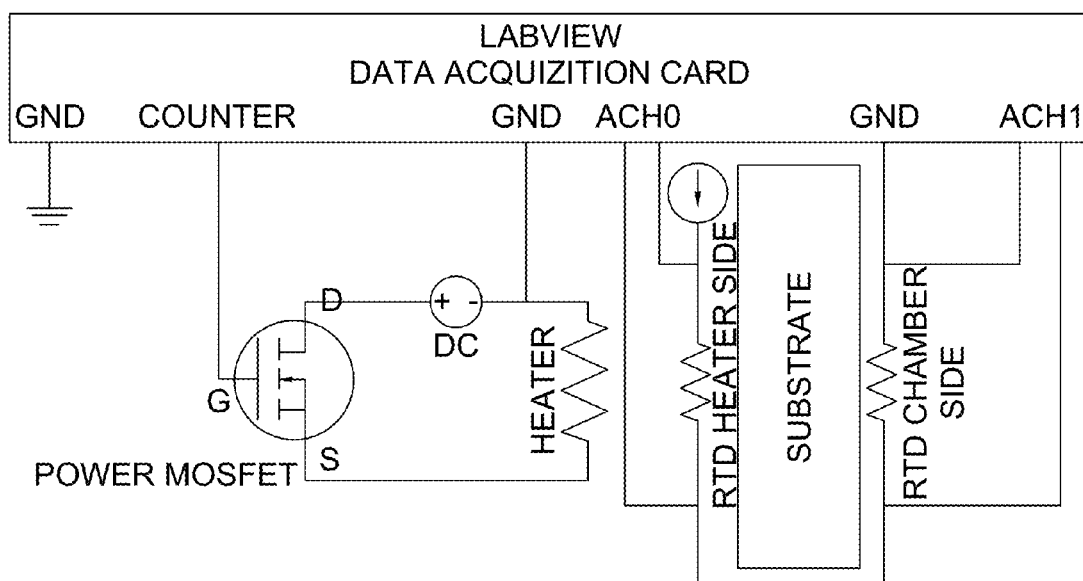 LABVIEW
DATA ACQUIZITION CARD
GND COUNTER GND ACH0 GND ACH1
D
+ -
DC
G
S
POWER MOSFET
HEATER
RTD HEATER SIDE
SUBSTRATE
RTD CHAMBER
SIDE